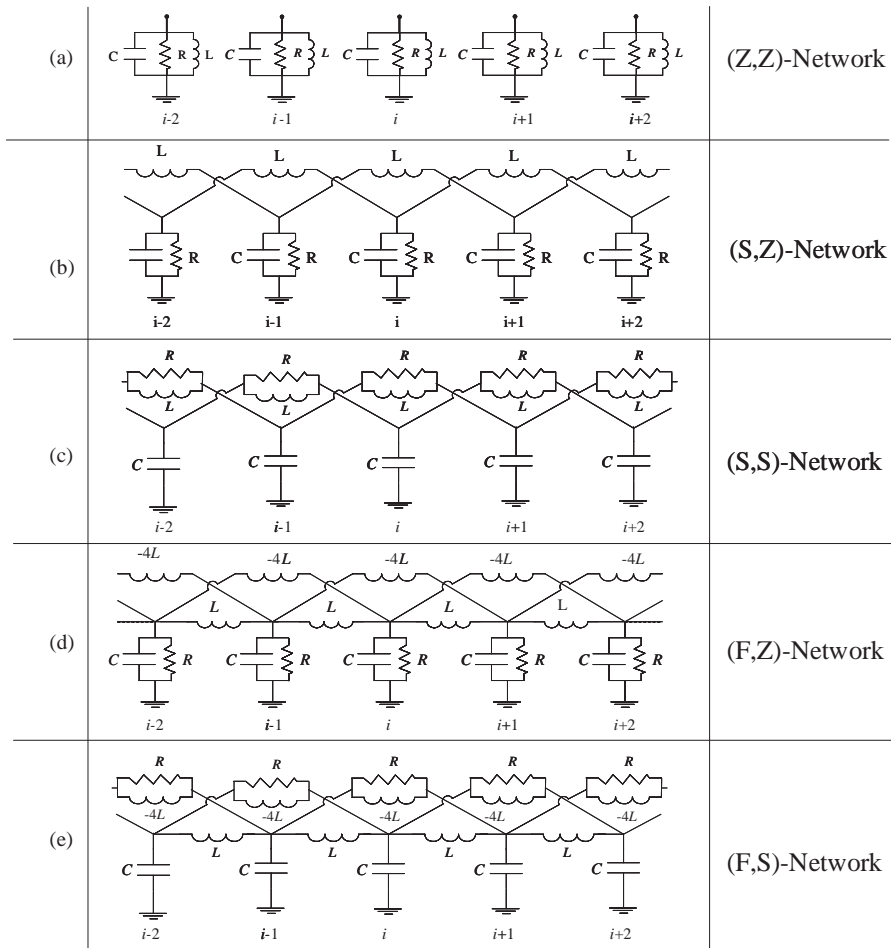 (a) C R L C R L C R L C R L C R L (Z,Z)-Network
i-2 i-1 i i+1 i+2
L L L L L
(b) R C R C R C R C R (S,Z)-Network
i-2 i-1 i i+1 i+2
R R R R R
L L L L L
(c) C C C C C (S,S)-Network
i-2 i-1 i i+1 i+2
-4L -4L -4L -4L -4L
L L L L
(d) C R C R C R C R C R (F,Z)-Network
i-2 i-1 i i+1 i+2
R R R R R
-4L -4L -4L -4L -4L
(e) L L L L
C C C C C (F,S)-Network
i-2 i-1 i i+1 i+2